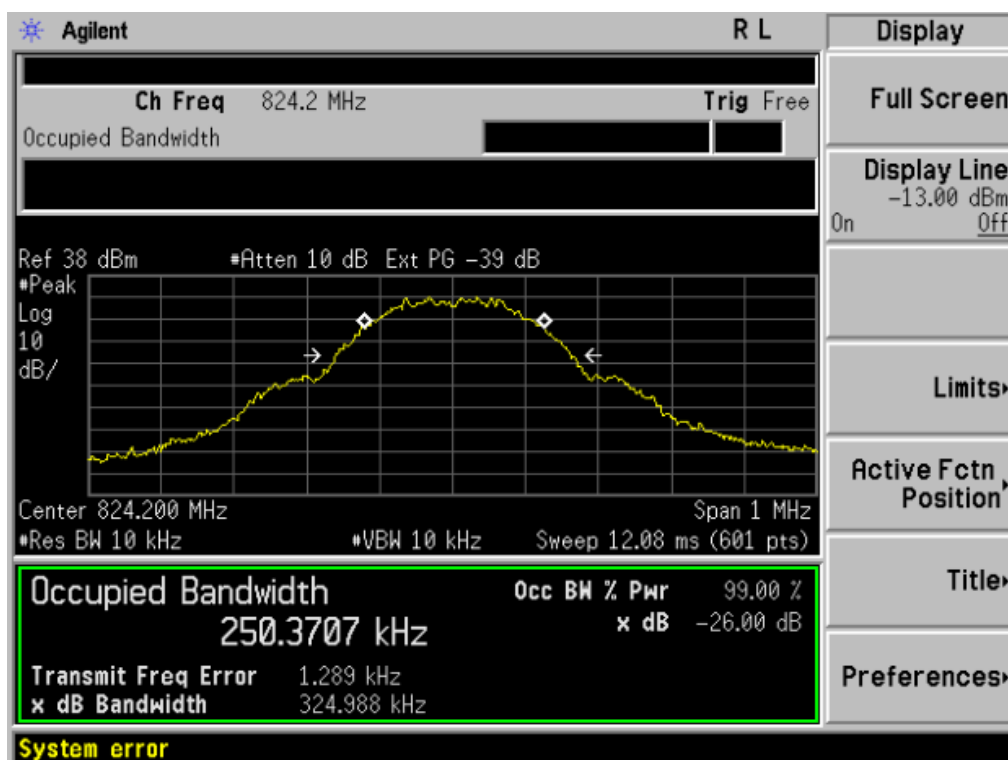 Agilent R L
Display
Ch Freq 824.2 MHz Trig Free
Occupied Bandwidth
Ref 38 dBm #Atten 10 dB Ext PG −39 dB
#Peak
Log
10
dB/
Center 824.200 MHz Span 1 MHz
#Res BW 10 kHz #VBW 10 kHz Sweep 12.08 ms (601 pts)
Occupied Bandwidth Occ BW % Pwr 99.00 %
250.3707 kHz x dB −26.00 dB
Transmit Freq Error 1.289 kHz
x dB Bandwidth 324.988 kHz
System error
Full Screen
Display Line
−13.00 dBm
On Off
Limits
Active Fctn
Position
Title
Preferences